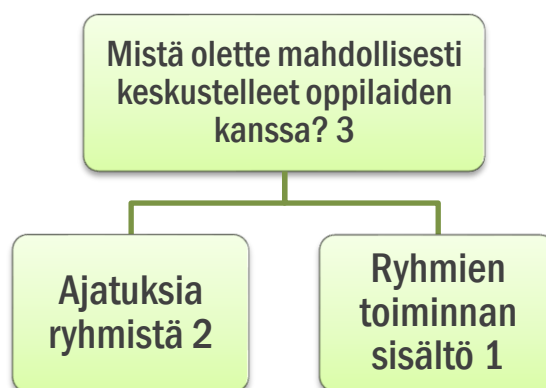 Mistä olette mahdollisesti
keskustelleet oppilaiden
kanssa? 3
Ajatuksia
ryhmistä 2
Ryhmien
toiminnan
sisältö 1